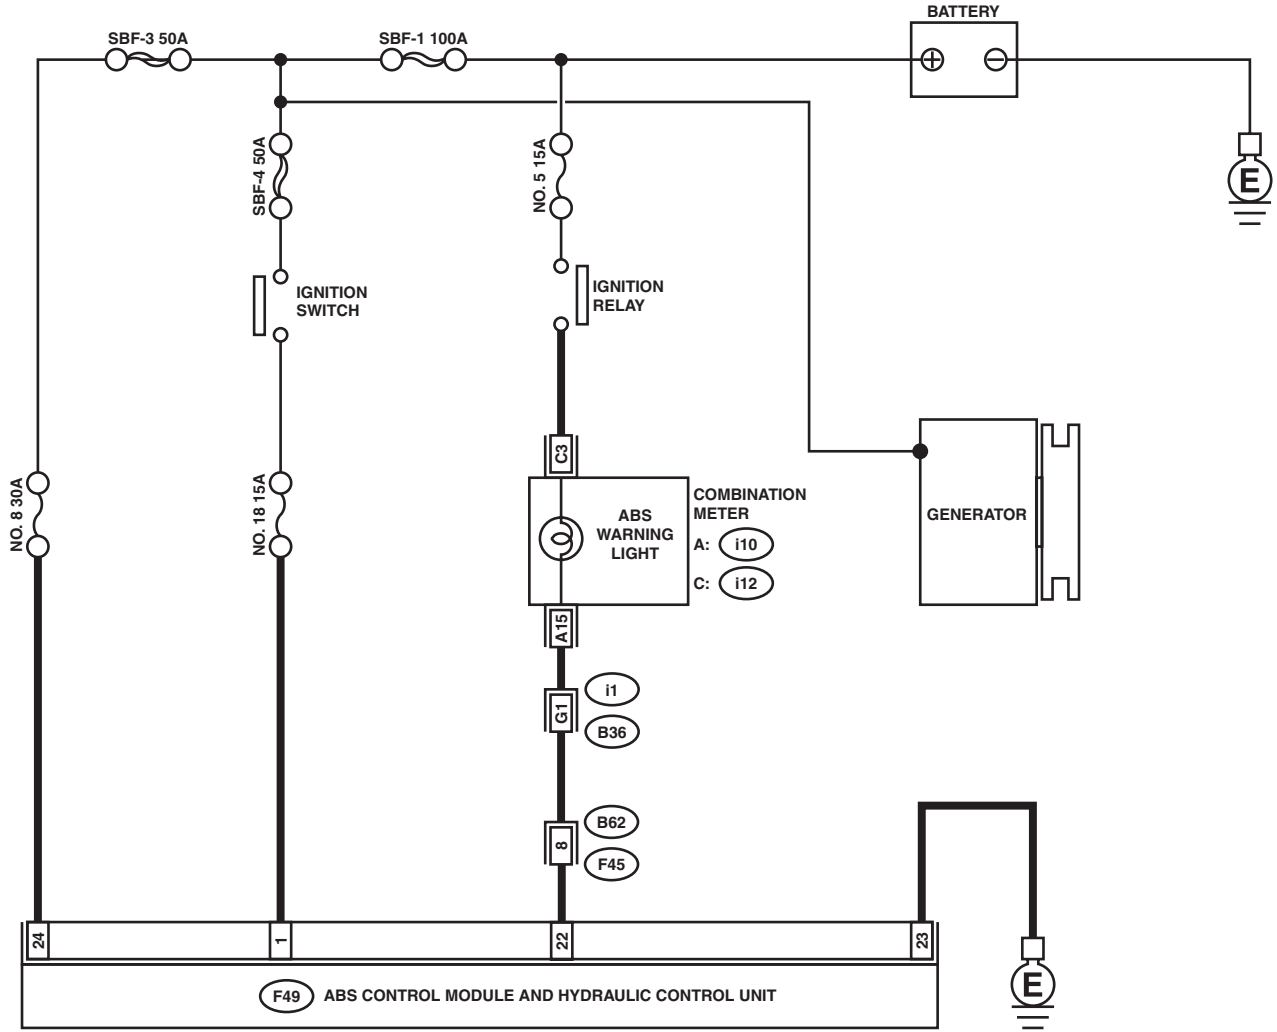 BATTERY
SBF-3 50A
SBF-1 100A
SBF-4 50A
NO. 5 15A
E
IGNITION
SWITCH
IGNITION
RELAY
C3
NO. 8 30A
NO. 18 15A
ABS
WARNING
LIGHT
COMBINATION
METER
A: i10
C: i12
GENERATOR
A15
G1
i1
B36
8
B62
F45
24
1
22
23
E
F49 ABS CONTROL MODULE AND HYDRAULIC CONTROL UNIT